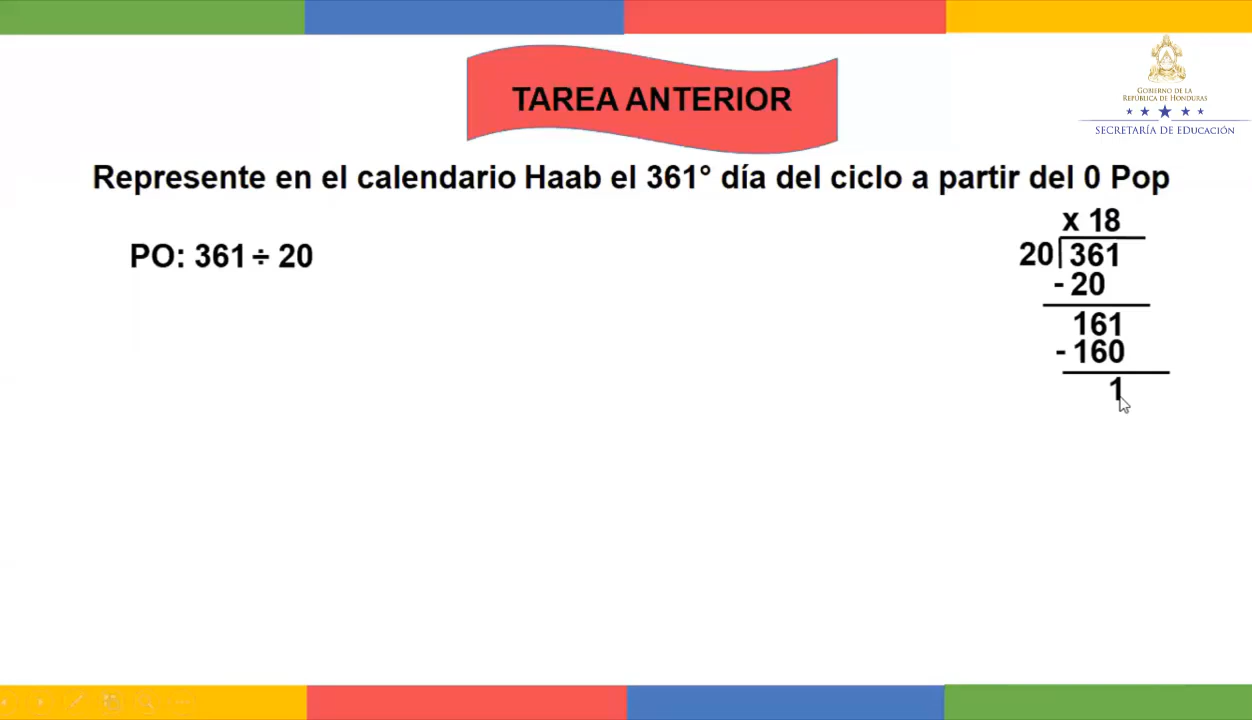 TAREA ANTERIOR
GOBIERNO DE LA
REPÚBLICA DE HONDURAS
SECRETARÍA DE EDUCACIÓN
Represente en el calendario Haab el 361° día del ciclo a partir del 0 Pop
PO: 361 ÷ 20
x 18
20 361
- 20
161
- 160
1